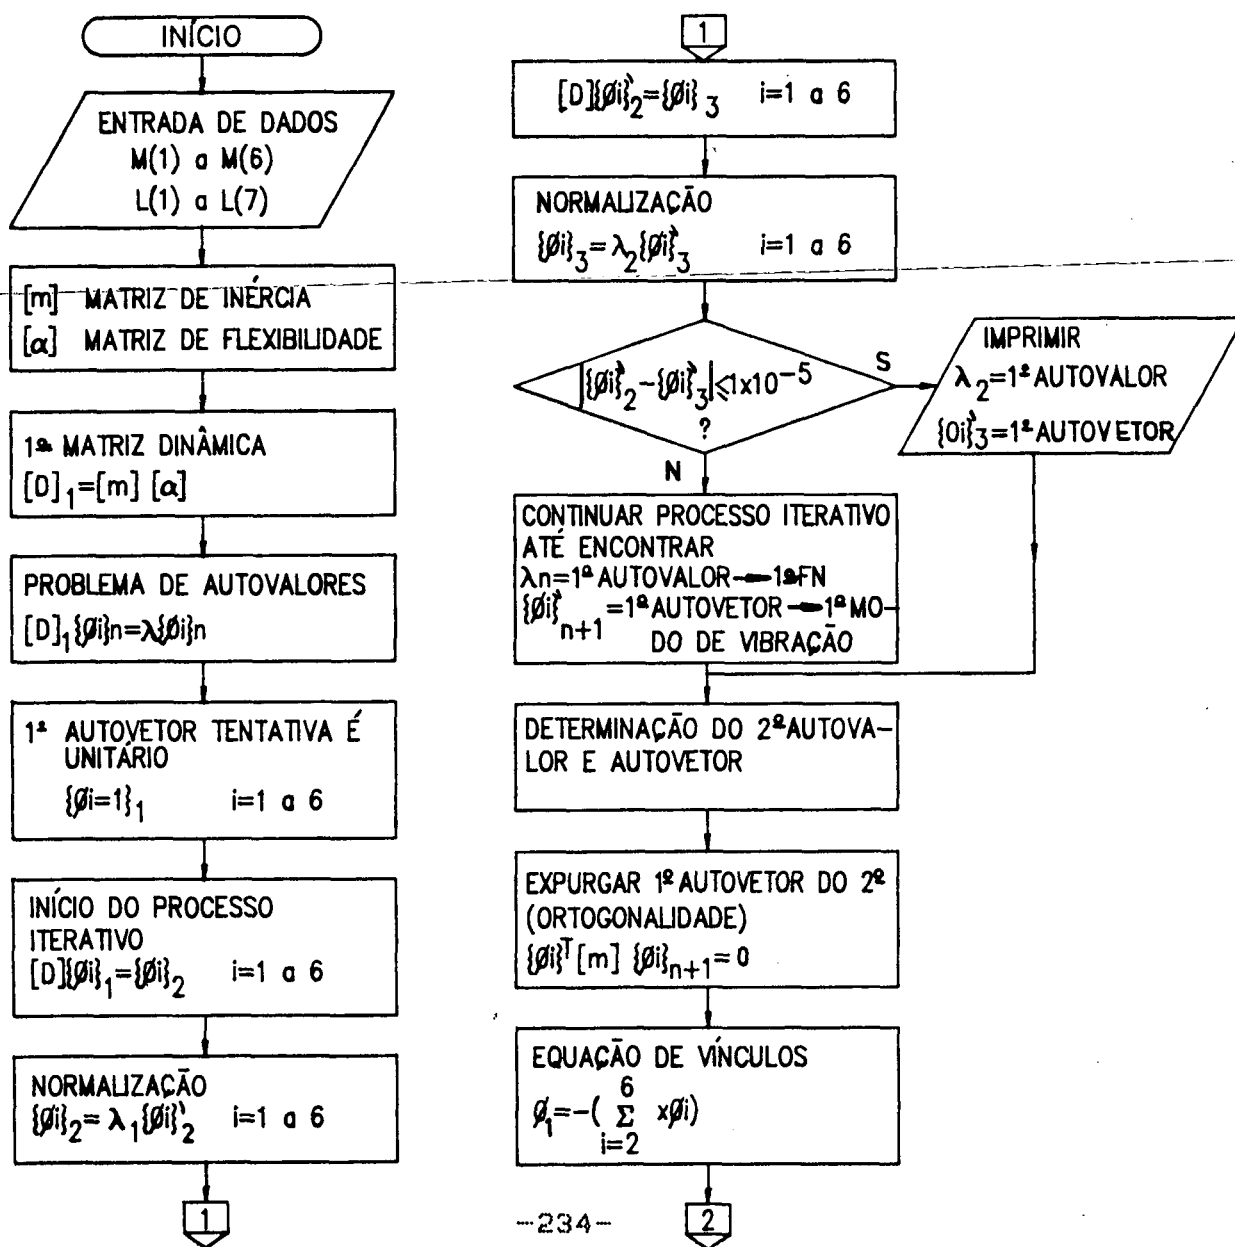 INÍCIO
ENTRADA DE DADOS
M(1) a M(6)
L(1) a L(7)
[m] MATRIZ DE INÉRCIA
[α] MATRIZ DE FLEXIBILIDADE
1ª MATRIZ DINÂMICA
[D]₁=[m] [α]
PROBLEMA DE AUTOVALORES
[D]₁{Øi}n=λ{Øi}n
1º AUTOVETOR TENTATIVA É
UNITÁRIO
{Øi=1}₁ i=1 a 6
INÍCIO DO PROCESSO
ITERATIVO
[D]{Øi}₁={Øi}₂ i=1 a 6
NORMALIZAÇÃO
{Øi}₂= λ₁{Øi}`₂ i=1 a 6
1
1
[D]{Øi}`₂={Øi}₃ i=1 a 6
NORMALIZAÇÃO
{Øi}₃=λ₂{Øi}`₃ i=1 a 6
|{Øi}`₂-{Øi}`₃|⩽1x10⁻⁵
?
S
N
IMPRIMIR
λ₂=1º AUTOVALOR
{Oi}`₃=1º AUTOVETOR
CONTINUAR PROCESSO ITERATIVO
ATÉ ENCONTRAR
λn=1º AUTOVALOR→1ªFN
{Øi}`n+1=1º AUTOVETOR→1º MO-
DO DE VIBRAÇÃO
DETERMINAÇÃO DO 2º AUTOVA-
LOR E AUTOVETOR
EXPURGAR 1º AUTOVETOR DO 2º
(ORTOGONALIDADE)
{Øi}ᵀ[m] {Øi}n+1= 0
EQUAÇÃO DE VÍNCULOS
Ø₁=-( 6 Σ i=2 xØi)
2
-234-